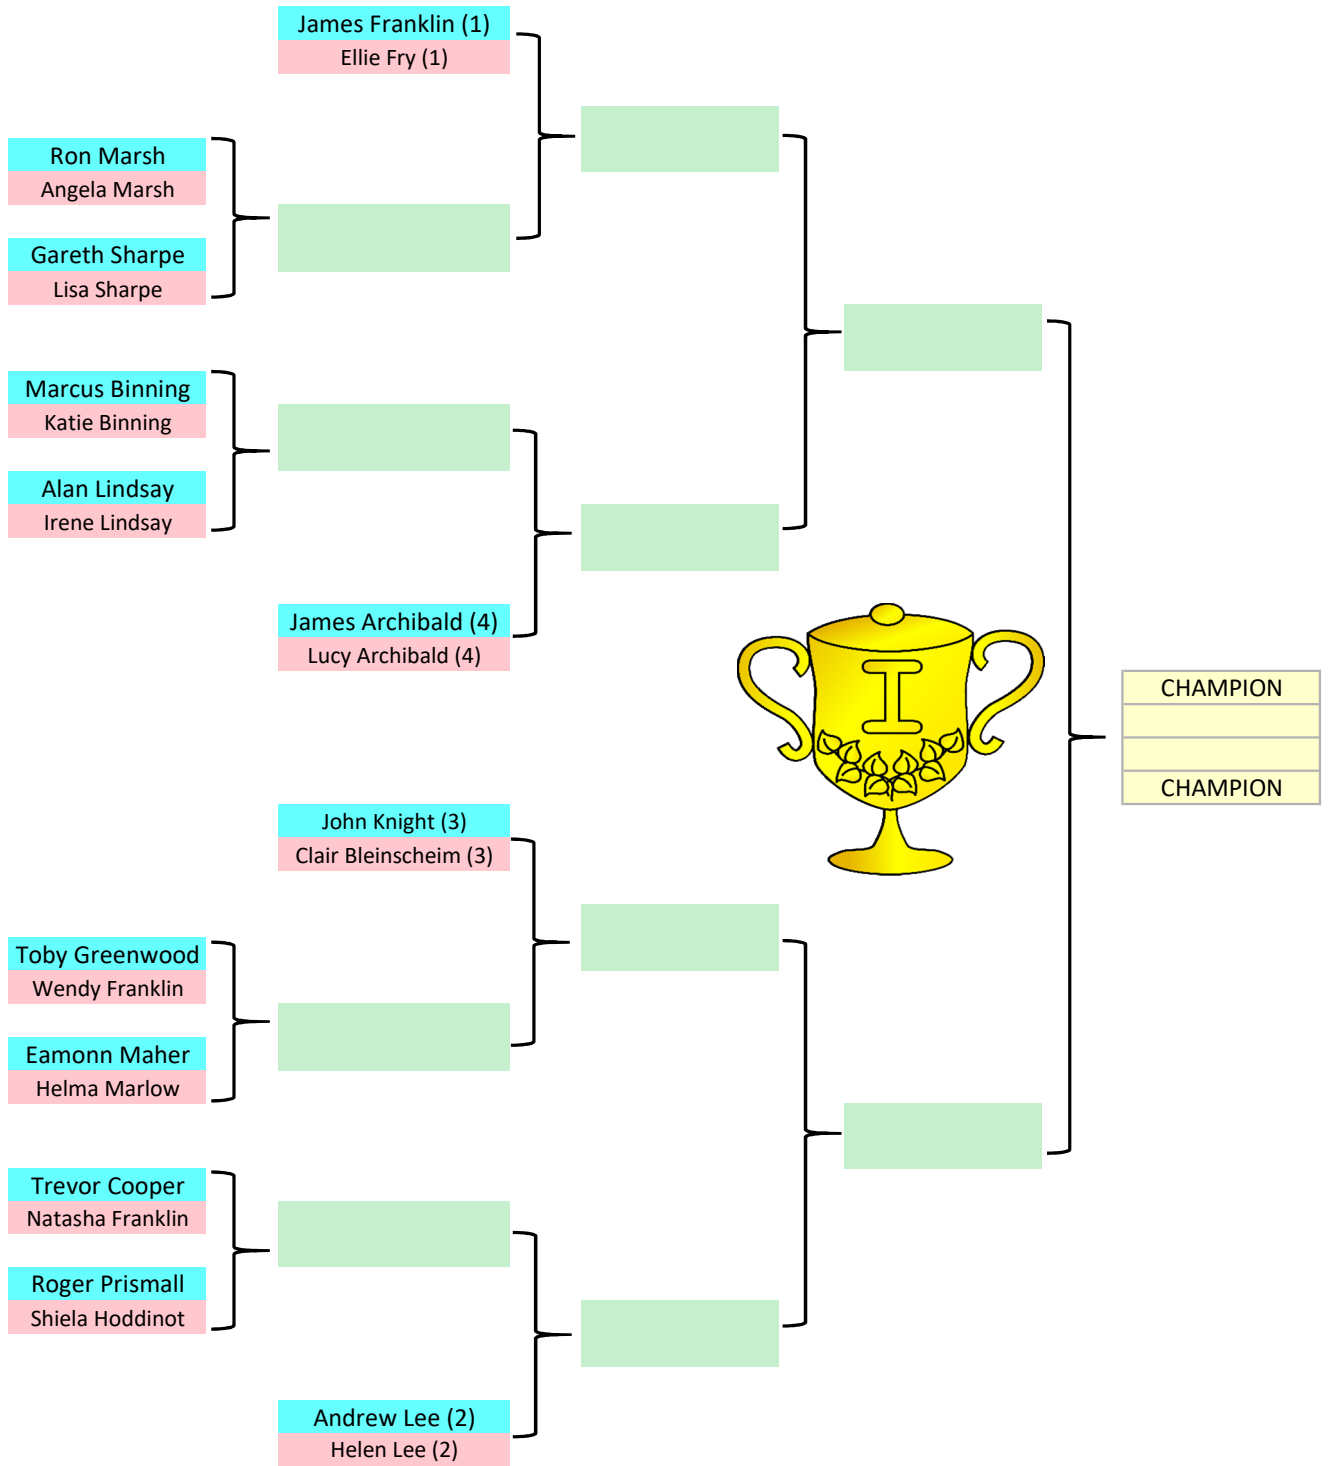 James Franklin (1)
Ellie Fry (1)
Ron Marsh
Angela Marsh
Gareth Sharpe
Lisa Sharpe
Marcus Binning
Katie Binning
Alan Lindsay
Irene Lindsay
James Archibald (4)
Lucy Archibald (4)
I
CHAMPION
CHAMPION
John Knight (3)
Clair Bleinscheim (3)
Toby Greenwood
Wendy Franklin
Eamonn Maher
Helma Marlow
Trevor Cooper
Natasha Franklin
Roger Prismall
Shiela Hoddinot
Andrew Lee (2)
Helen Lee (2)